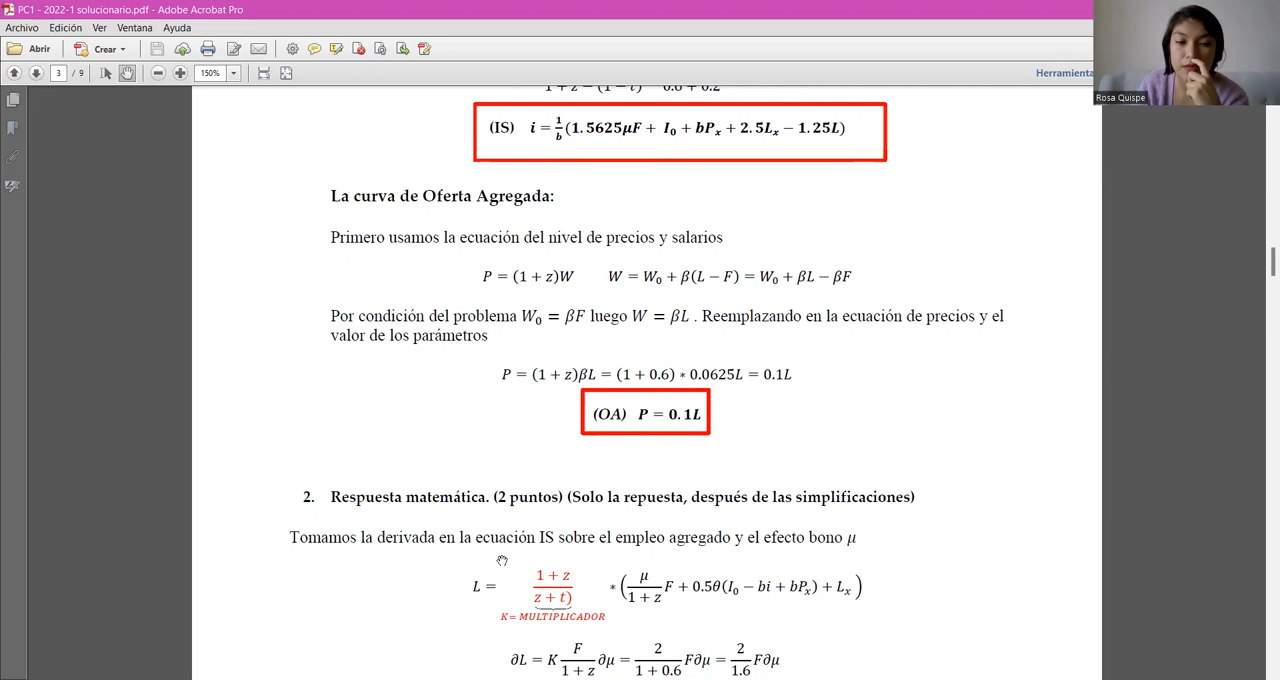 PC1 - 2022-1 solucionario.pdf - Adobe Acrobat Pro
Archivo Edición Ver Ventana Ayuda
Abrir Crear
3 / 9 150% Herramienta
Rosa Quispe
(IS) i = 1/b (1.5625μF + I₀ + bPₓ + 2.5Lₓ − 1.25L)
La curva de Oferta Agregada:
Primero usamos la ecuación del nivel de precios y salarios
P = (1 + z)W W = W₀ + β(L − F) = W₀ + βL − βF
Por condición del problema W₀ = βF luego W = βL . Reemplazando en la ecuación de precios y el
valor de los parámetros
P = (1 + z)βL = (1 + 0.6) * 0.0625L = 0.1L
(OA) P = 0.1L
2. Respuesta matemática. (2 puntos) (Solo la repuesta, después de las simplificaciones)
Tomamos la derivada en la ecuación IS sobre el empleo agregado y el efecto bono μ
L = 1 + z / z + t) * (μ / 1 + z F + 0.5θ(I₀ − bi + bPₓ) + Lₓ)
K= MULTIPLICADOR
∂L = K F / 1 + z ∂μ = 2 / 1 + 0.6 F∂μ = 2 / 1.6 F∂μ